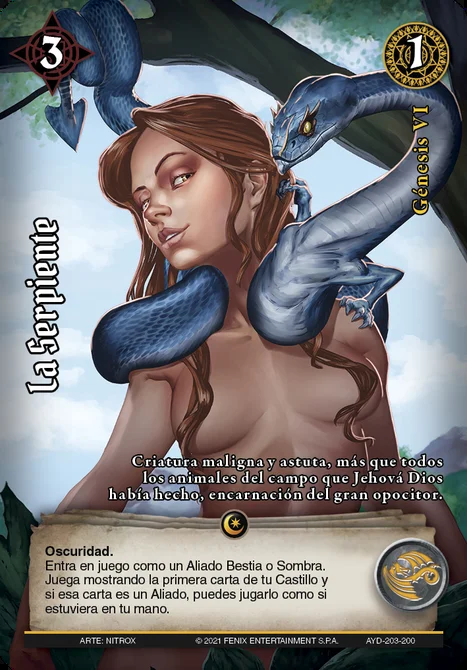 3
1
Génesis VI
La Serpiente
Criatura maligna y astuta, más que todos
los animales del campo que Jehová Dios
había hecho, encarnación del gran opocitor.
Oscuridad.
Entra en juego como un Aliado Bestia o Sombra.
Juega mostrando la primera carta de tu Castillo y
si esa carta es un Aliado, puedes jugarlo como si
estuviera en tu mano.
ARTE: NITROX © 2021 FENIX ENTERTAINMENT S.P.A. AYD-203-200